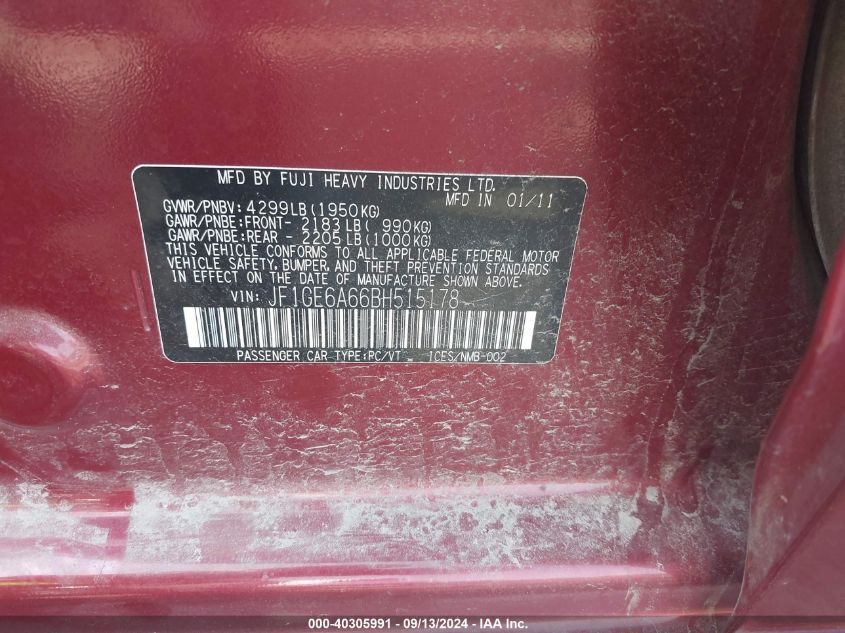 MFD BY FUJI HEAVY INDUSTRIES LTD.
MFD IN 01/11
GVWR/PNBV: 4299LB(1950KG)
GAWR/PNBE:FRONT- 2183LB( 990KG)
GAWR/PNBE:REAR - 2205LB(1000KG)
THIS VEHICLE CONFORMS TO ALL APPLICABLE FEDERAL MOTOR
VEHICLE SAFETY, BUMPER, AND THEFT PREVENTION STANDARDS
IN EFFECT ON THE DATE OF MANUFACTURE SHOWN ABOVE.
VIN: JF1GE6A66BH515178
PASSENGER CAR-TYPE:PC/VT ICES/NMB-002
000-40305991 - 09/13/2024 - IAA Inc.